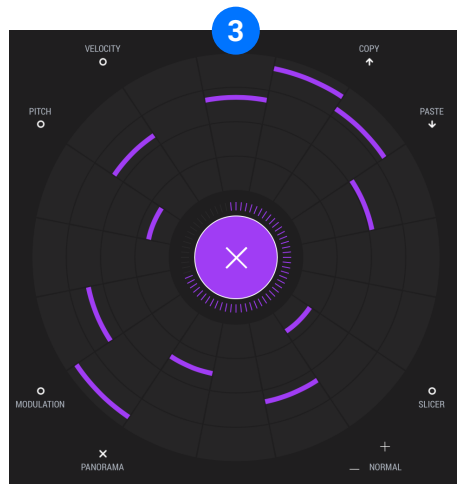 3
VELOCITY
COPY
PITCH
PASTE
MODULATION
SLICER
PANORAMA
NORMAL